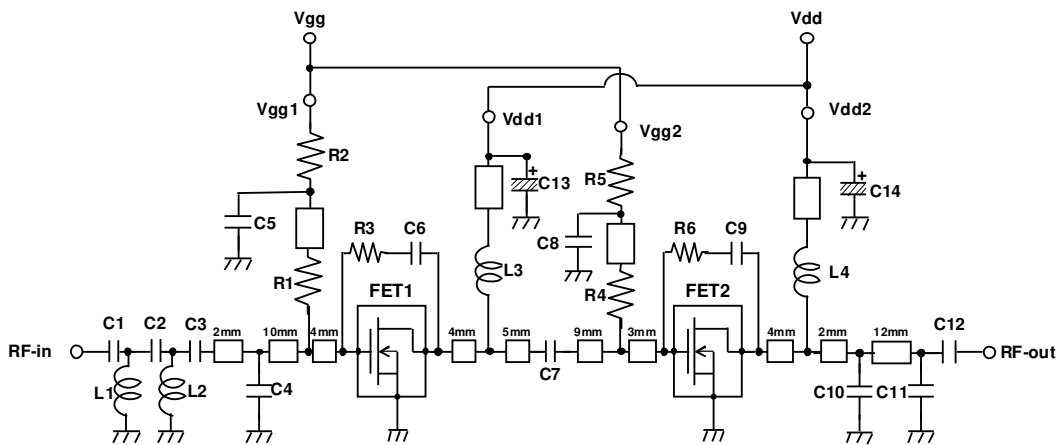 Vgg
Vdd
Vgg1
Vdd1
Vgg2
Vdd2
R2
C13
R5
C14
C5
R3
C6
C8
R6
C9
R1
L3
R4
L4
FET1
FET2
C1
C2
C3
2mm
10mm
4mm
4mm
5mm
9mm
3mm
4mm
2mm
12mm
C12
RF-in
C7
RF-out
L1
L2
C4
C10
C11
+
+